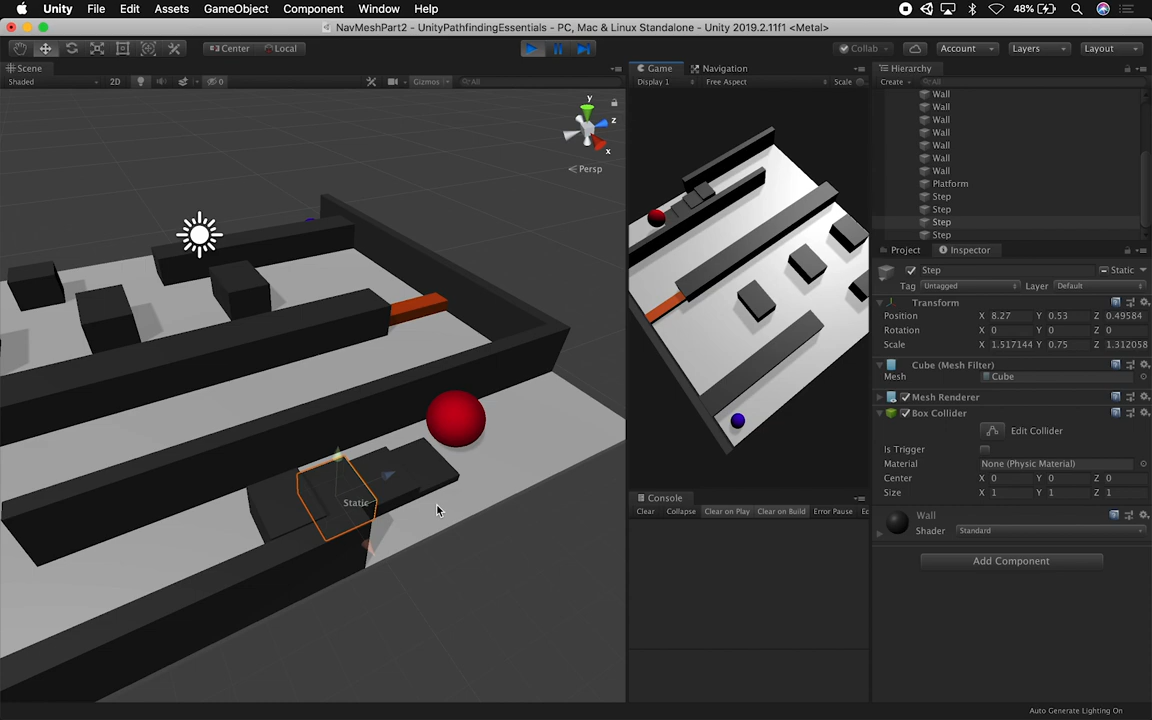 Unity File Edit Assets GameObject Component Window Help 48%
NavMeshPart2 - UnityPathfindingEssentials - PC, Mac & Linux Standalone - Unity 2019.2.11f1 <Metal>
Center Local Collab Account Layers Layout
Scene
Shaded 2D 0 Gizmos All
y
z
x
Persp
Static
Game Navigation
Display 1 Free Aspect Scale
Console
Clear Collapse Clear on Play Clear on Build Error Pause
Hierarchy
Create All
Wall
Wall
Wall
Wall
Wall
Wall
Wall
Platform
Step
Step
Step
Step
Project Inspector
Step Static
Tag Untagged Layer Default
Transform
Position X 8.27 Y 0.53 Z 0.49584
Rotation X 0 Y 0 Z 0
Scale X 1.517144 Y 0.75 Z 1.312058
Cube (Mesh Filter)
Mesh Cube
Mesh Renderer
Box Collider
Edit Collider
Is Trigger
Material None (Physic Material)
Center X 0 Y 0 Z 0
Size X 1 Y 1 Z 1
Wall
Shader Standard
Add Component
Auto Generate Lighting On